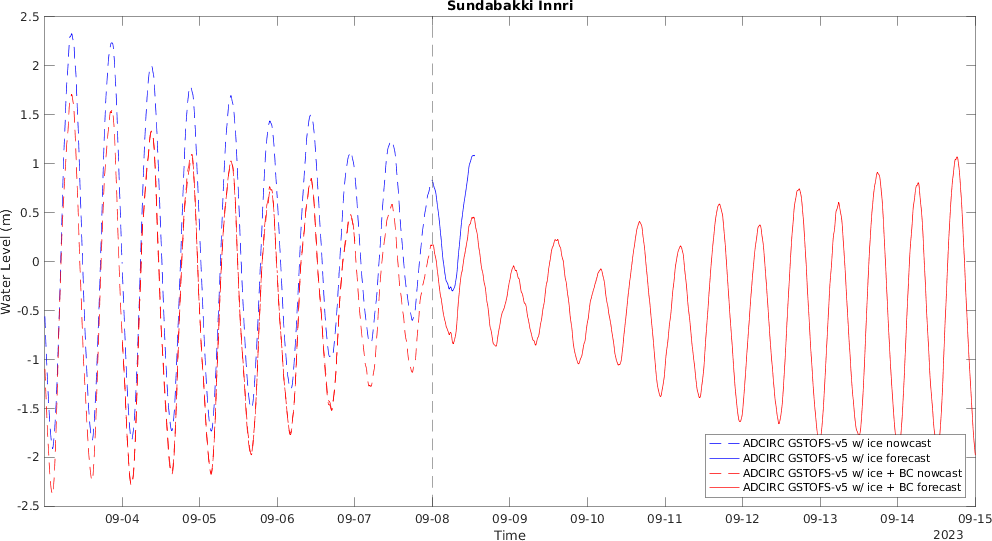 Sundabakki Innri
2.5
2
1.5
1
0.5
0
-0.5
-1
-1.5
-2
-2.5
Water Level (m)
ADCIRC GSTOFS-v5 w/ ice nowcast
ADCIRC GSTOFS-v5 w/ ice forecast
ADCIRC GSTOFS-v5 w/ ice + BC nowcast
ADCIRC GSTOFS-v5 w/ ice + BC forecast
09-04 09-05 09-06 09-07 09-08 09-09 09-10 09-11 09-12 09-13 09-14 09-15
Time
2023